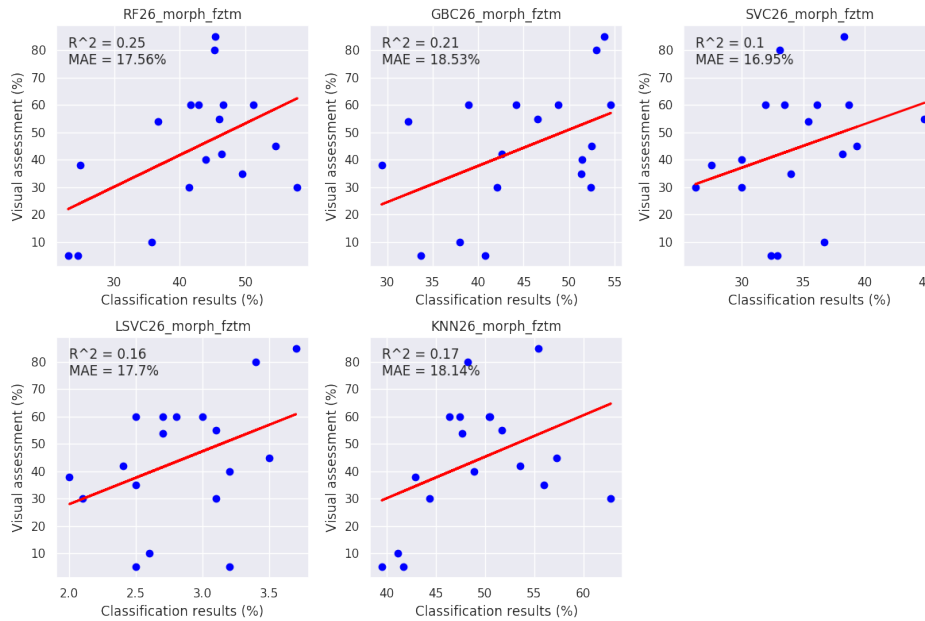 RF26_morph_fztm
R^2 = 0.25
MAE = 17.56%
Visual assessment (%)
80
70
60
50
40
30
20
10
30
40
50
Classification results (%)
GBC26_morph_fztm
R^2 = 0.21
MAE = 18.53%
Visual assessment (%)
80
70
60
50
40
30
20
10
30
35
40
45
50
55
Classification results (%)
SVC26_morph_fztm
R^2 = 0.1
MAE = 16.95%
Visual assessment (%)
80
70
60
50
40
30
20
10
30
35
40
Classification results (%)
LSVC26_morph_fztm
R^2 = 0.16
MAE = 17.7%
Visual assessment (%)
80
70
60
50
40
30
20
10
2.0
2.5
3.0
3.5
Classification results (%)
KNN26_morph_fztm
R^2 = 0.17
MAE = 18.14%
Visual assessment (%)
80
70
60
50
40
30
20
10
40
45
50
55
60
Classification results (%)